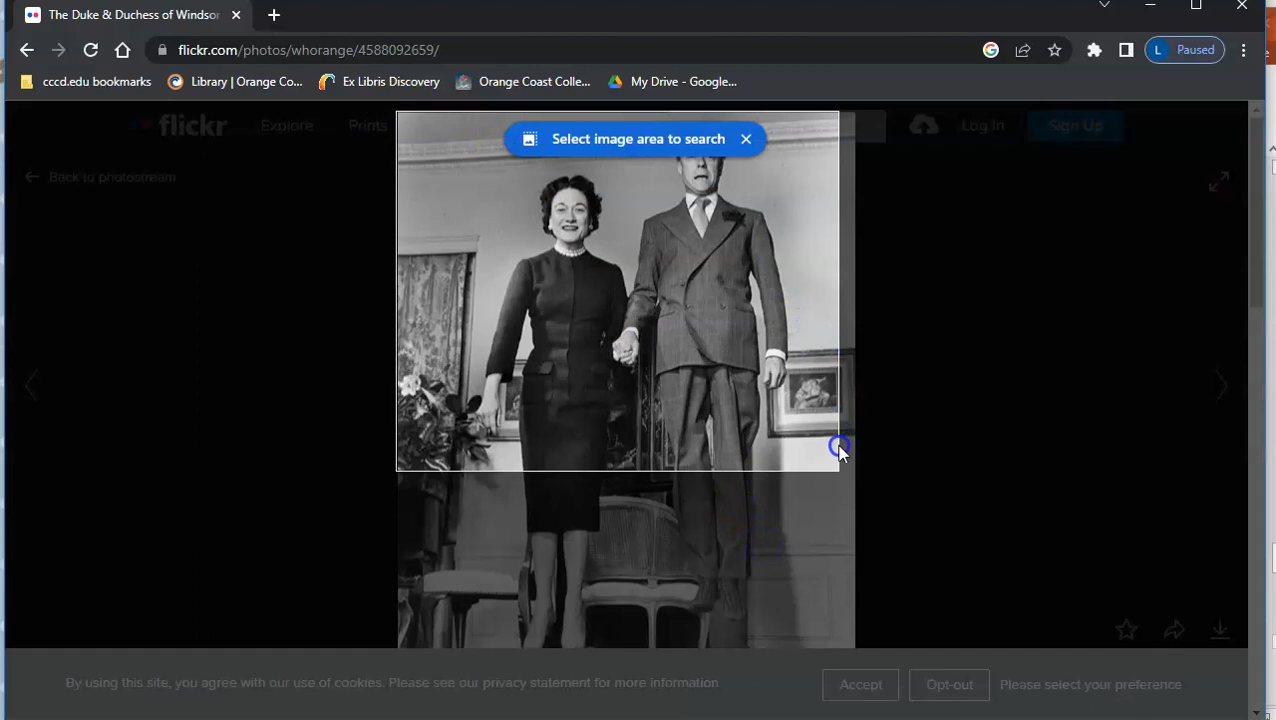 The Duke & Duchess of Windsor
flickr.com/photos/whorange/4588092659/
L Paused
cccd.edu bookmarks
Library | Orange Co...
Ex Libris Discovery
Orange Coast Colle...
My Drive - Google...
flickr
Explore
Prints
Select image area to search
Log In
Sign Up
Back to photostream
By using this site, you agree with our use of cookies. Please see our privacy statement for more information
Accept
Opt-out
Please select your preference